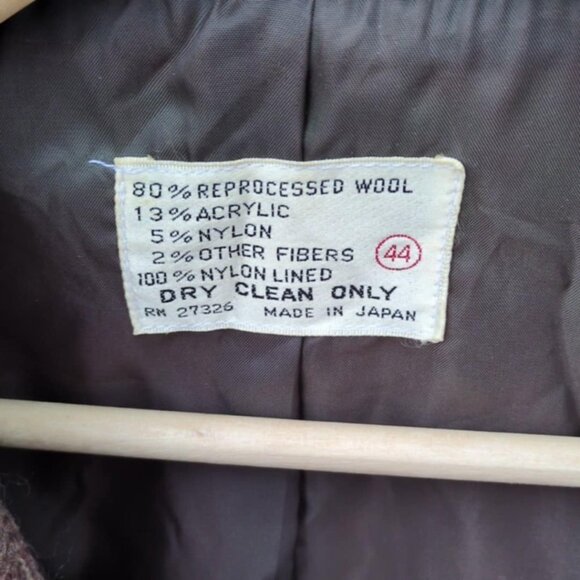 80% REPROCESSED WOOL
13% ACRYLIC
5% NYLON
2% OTHER FIBERS 44
100% NYLON LINED
DRY CLEAN ONLY
RN 27326 MADE IN JAPAN